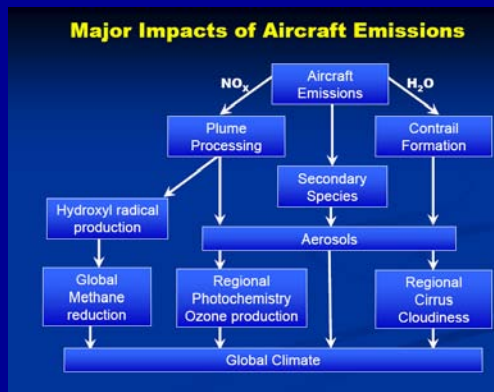 Major Impacts of Aircraft Emissions
NOX
Aircraft
Emissions
H2O
Plume
Processing
Contrail
Formation
Secondary
Species
Hydroxyl radical
production
Aerosols
Global
Methane
reduction
Regional
Photochemistry
Ozone production
Regional
Cirrus
Cloudiness
Global Climate